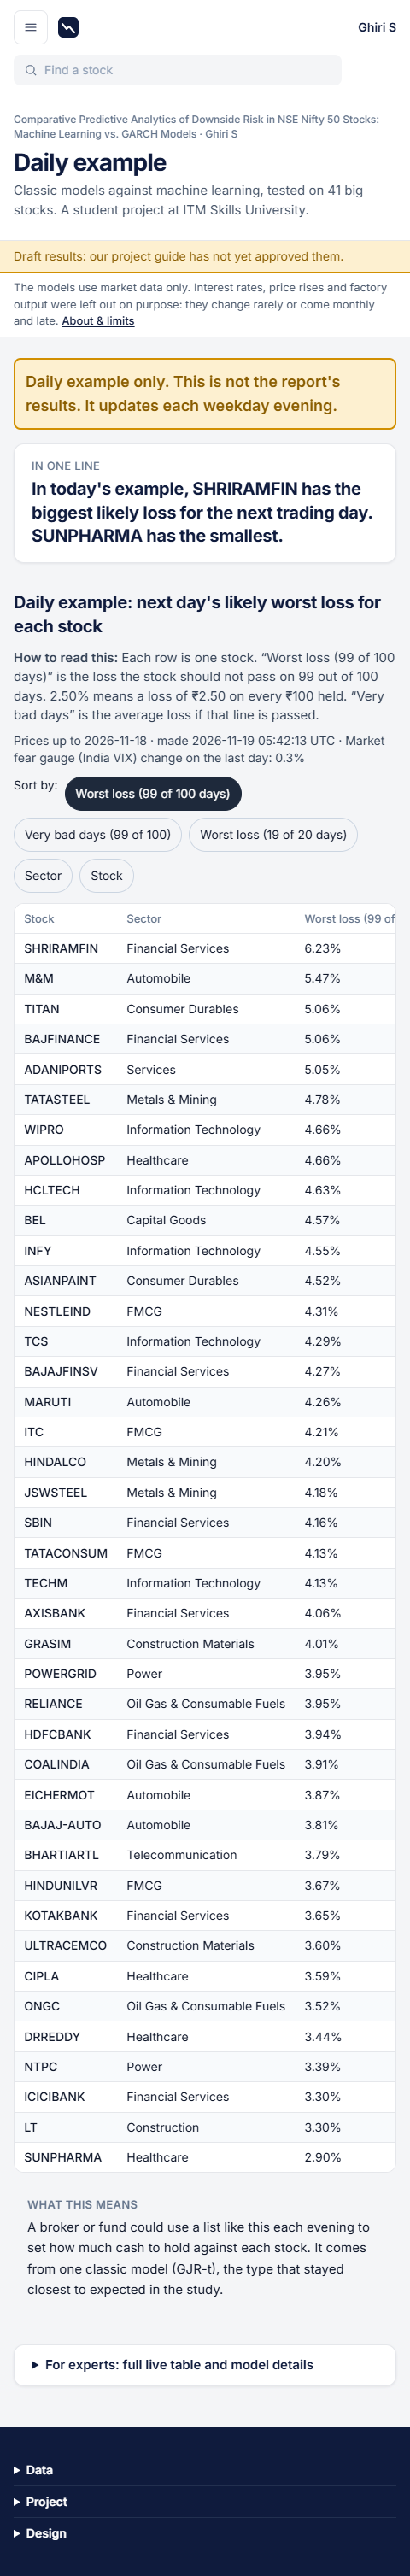 Ghiri S
Find a stock
Comparative Predictive Analytics of Downside Risk in NSE Nifty 50 Stocks:
Machine Learning vs. GARCH Models · Ghiri S
Daily example
Classic models against machine learning, tested on 41 big
stocks. A student project at ITM Skills University.
Draft results: our project guide has not yet approved them.
The models use market data only. Interest rates, price rises and factory
output were left out on purpose: they change rarely or come monthly
and late. About & limits
Daily example only. This is not the report's
results. It updates each weekday evening.
IN ONE LINE
In today's example, SHRIRAMFIN has the
biggest likely loss for the next trading day.
SUNPHARMA has the smallest.
Daily example: next day's likely worst loss for
each stock
How to read this: Each row is one stock. “Worst loss (99 of 100
days)” is the loss the stock should not pass on 99 out of 100
days. 2.50% means a loss of ₹2.50 on every ₹100 held. “Very
bad days” is the average loss if that line is passed.
Prices up to 2026-11-18 · made 2026-11-19 05:42:13 UTC · Market
fear gauge (India VIX) change on the last day: 0.3%
Sort by: Worst loss (99 of 100 days)
Very bad days (99 of 100) Worst loss (19 of 20 days)
Sector Stock
Stock Sector Worst loss (99 of
SHRIRAMFIN Financial Services 6.23%
M&M Automobile 5.47%
TITAN Consumer Durables 5.06%
BAJFINANCE Financial Services 5.06%
ADANIPORTS Services 5.05%
TATASTEEL Metals & Mining 4.78%
WIPRO Information Technology 4.66%
APOLLOHOSP Healthcare 4.66%
HCLTECH Information Technology 4.63%
BEL Capital Goods 4.57%
INFY Information Technology 4.55%
ASIANPAINT Consumer Durables 4.52%
NESTLEIND FMCG 4.31%
TCS Information Technology 4.29%
BAJAJFINSV Financial Services 4.27%
MARUTI Automobile 4.26%
ITC FMCG 4.21%
HINDALCO Metals & Mining 4.20%
JSWSTEEL Metals & Mining 4.18%
SBIN Financial Services 4.16%
TATACONSUM FMCG 4.13%
TECHM Information Technology 4.13%
AXISBANK Financial Services 4.06%
GRASIM Construction Materials 4.01%
POWERGRID Power 3.95%
RELIANCE Oil Gas & Consumable Fuels 3.95%
HDFCBANK Financial Services 3.94%
COALINDIA Oil Gas & Consumable Fuels 3.91%
EICHERMOT Automobile 3.87%
BAJAJ-AUTO Automobile 3.81%
BHARTIARTL Telecommunication 3.79%
HINDUNILVR FMCG 3.67%
KOTAKBANK Financial Services 3.65%
ULTRACEMCO Construction Materials 3.60%
CIPLA Healthcare 3.59%
ONGC Oil Gas & Consumable Fuels 3.52%
DRREDDY Healthcare 3.44%
NTPC Power 3.39%
ICICIBANK Financial Services 3.30%
LT Construction 3.30%
SUNPHARMA Healthcare 2.90%
WHAT THIS MEANS
A broker or fund could use a list like this each evening to
set how much cash to hold against each stock. It comes
from one classic model (GJR-t), the type that stayed
closest to expected in the study.
For experts: full live table and model details
Data
Project
Design